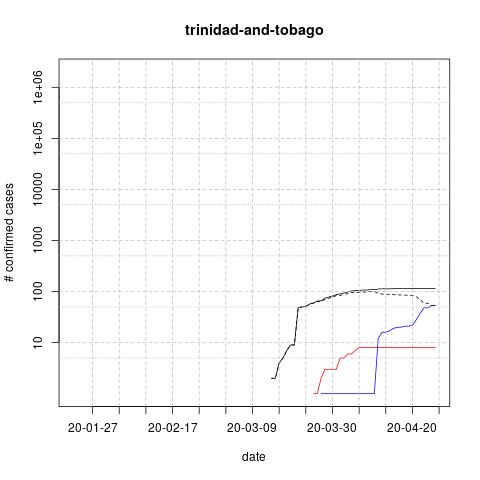 trinidad-and-tobago
# confirmed cases
1e+06
1e+05
10000
1000
100
10
20-01-27
20-02-17
20-03-09
20-03-30
20-04-20
date